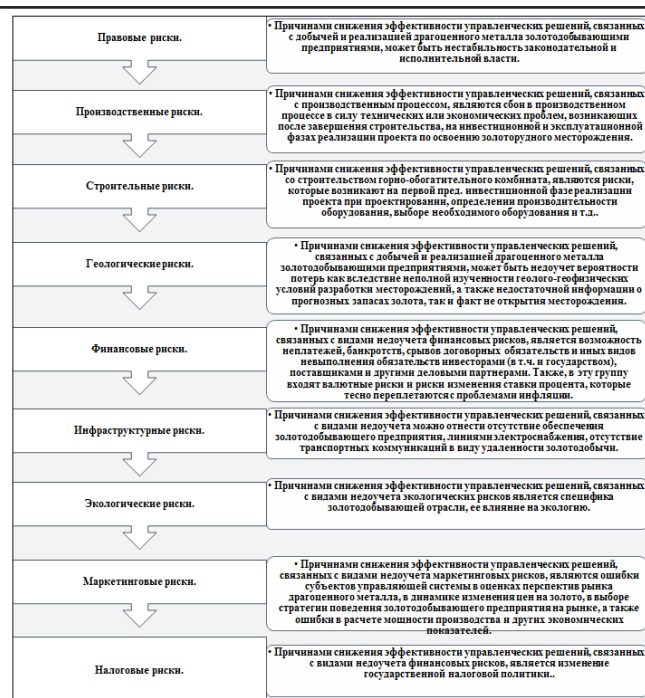 Правовые риски.
• Причинами снижения эффективности управленческих решений, связанных
с добычей и реализацией драгоценного металла золотодобывающими
предприятиями, может быть нестабильность законодательной и
исполнительной власти.
Производственные риски.
• Причинами снижения эффективности управленческих решений, связанных
с производственным процессом, являются сбои в производственном
процессе в силу технических или экономических проблем, возникающих
после завершения строительства, на инвестиционной и эксплуатационной
фазах реализации проекта по освоению золоторудного месторождения.
Строительные риски.
• Причинами снижения эффективности управленческих решений, связанных
со строительством горно-обогатительного комбината, являются риски,
которые возникают на первой пред. инвестиционной фазе реализации
проекта при проектировании, определении производительности
оборудования, выборе необходимого оборудования и т.д..
Геологические риски.
• Причинами снижения эффективности управленческих решений,
связанных с добычей и реализацией драгоценного металла
золотодобывающими предприятиями, может быть недоучет вероятности
потерь как вследствие неполной изученности геолого-геофизических
условий разработки месторождений, а также недостаточной информации о
прогнозных запасах золота, так и факт не открытия месторождения.
Финансовые риски.
• Причинами снижения эффективности управленческих решений,
связанных с видами недоучета финансовых рисков, является возможность
неплатежей, банкротств, срывов договорных обязательств и иных видов
невыполнения обязательств инвесторами (в т.ч. и государством),
поставщиками и другими деловыми партнерами. Также, в эту группу
входят валютные риски и риски изменения ставки процента, которые
тесно переплетаются с проблемами инфляции.
Инфраструктурные риски.
• Причинами снижения эффективности управленческих решений, связанных
с видами недоучета можно отнести отсутствие обеспечения
золотодобывающего предприятия, линиями электроснабжения, отсутствие
транспортных коммуникаций в виду удаленности золотодобычи.
Экологические риски.
• Причинами снижения эффективности управленческих решений, связанных
с видами недоучета экологических рисков является специфика
золотодобывающей отрасли, её влияние на экологию.
Маркетинговые риски.
• Причинами снижения эффективности управленческих решений,
связанных с видами недоучета маркетинговых рисков, являются ошибки
субъектов управляющей системы в оценках перспектив рынка
драгоценного металла, в динамике изменения цен на золото, в выборе
стратегии поведения золотодобывающего предприятия на рынке, а также
ошибки в расчете мощности производства и других экономических
показателей.
Налоговые риски.
• Причинами снижения эффективности управленческих решений, связанных
с видами недоучета финансовых рисков, является изменение
государственной налоговой политики..